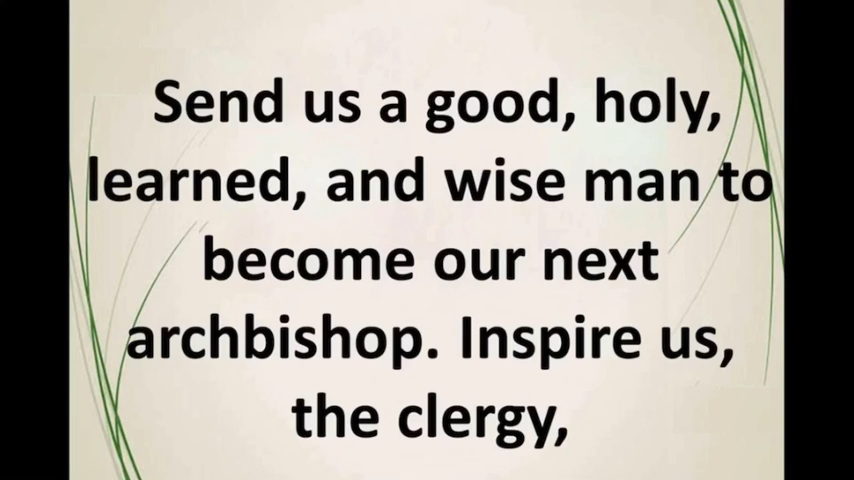 Send us a good, holy,
learned, and wise man to
become our next
archbishop. Inspire us,
the clergy,